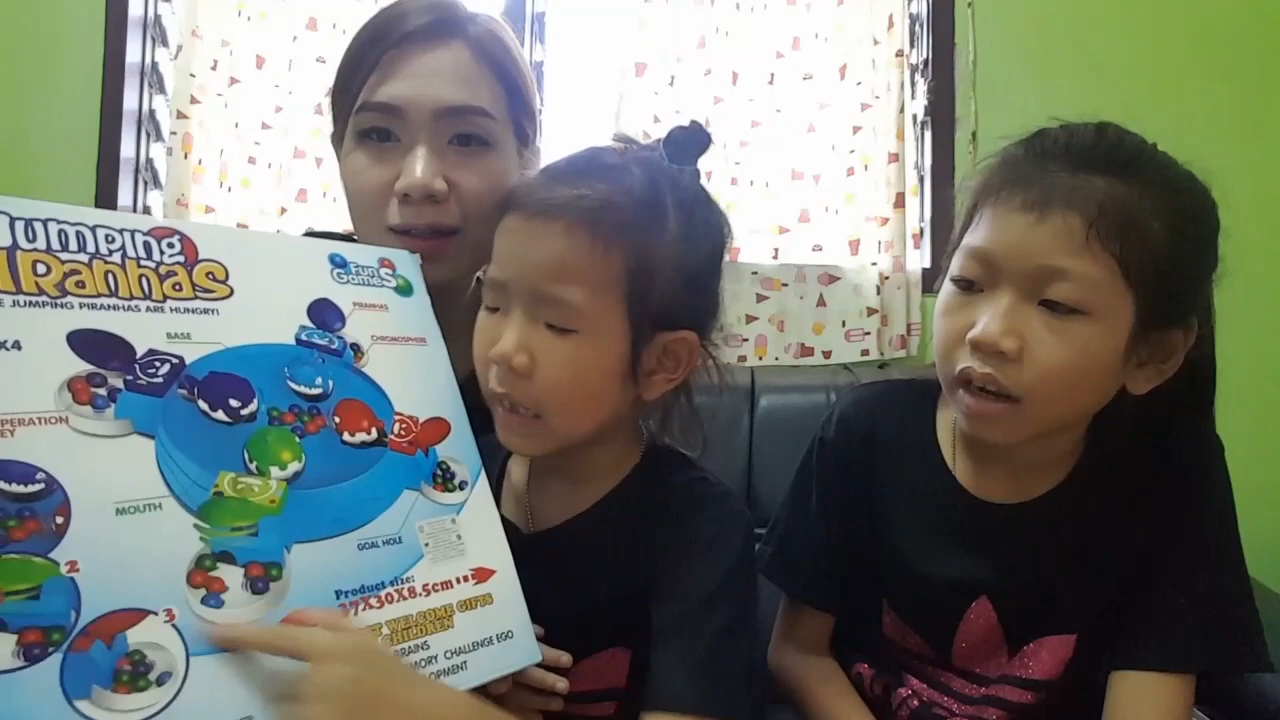 Jumping
IRanhas
E JUMPING PIRANHAS ARE HUNGRY!
Fun
GameS
X4
PIRANHAS
BASE
CHROMOSPHERE
PERATION
EY
MOUTH
GOAL HOLE
2
3
Product size:
37X30X8.5cm
T WELCOME GIFTS
CHILDREN
BRAINS
MORY CHALLENGE EGO
OPMENT